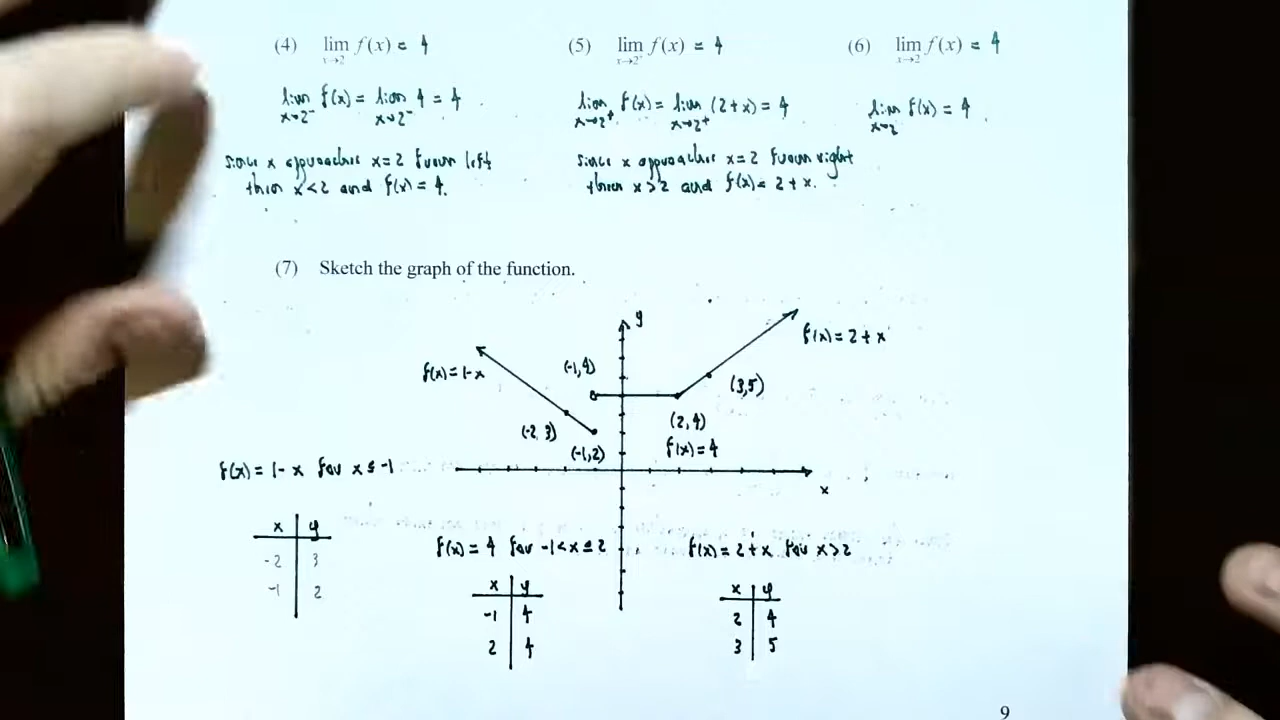 (4) lim f(x) = 4 (5) lim f(x) = 4 (6) lim f(x) = 4
x→2⁻ x→2⁺ x→2
lim f(x) = lim 4 = 4 . lim f(x) = lim (2+x) = 4 lim f(x) = 4 .
x→2⁻ x→2⁻ x→2⁺ x→2⁺ x→2
since x approaches x=2 from left since x approaches x=2 from right
then x<2 and f(x) = 4. then x>2 and f(x) = 2+x.
(7) Sketch the graph of the function.
y
f(x) = 2+x
(-1,4)
f(x) = 1-x
(3,5)
(2,4)
(-2,3)
f(x) = 4
(-1,2)
f(x) = 1-x for x≤-1
x
x y
f(x) = 4 for -1<x≤2 f(x) = 2+x for x>2
-2 3
x y x y
-1 2
-1 4 2 4
2 4 3 5
9